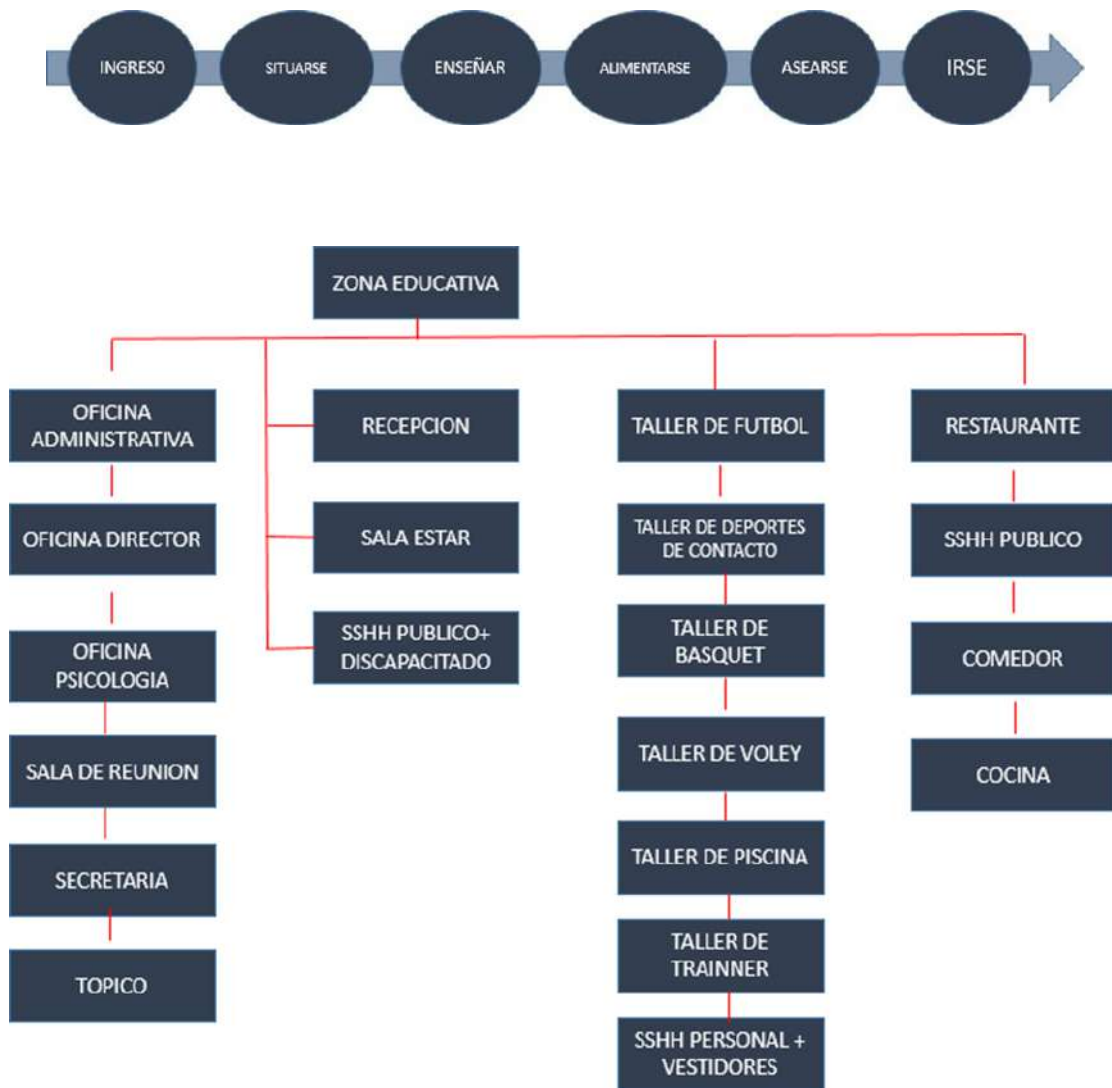 INGRESO
SITUARSE
ENSEÑAR
ALIMENTARSE
ASEARSE
IRSE
ZONA EDUCATIVA
OFICINA
ADMINISTRATIVA
OFICINA DIRECTOR
OFICINA
PSICOLOGIA
SALA DE REUNION
SECRETARIA
TOPICO
RECEPCION
SALA ESTAR
SSHH PUBLICO+
DISCAPACITADO
TALLER DE FUTBOL
TALLER DE DEPORTES
DE CONTACTO
TALLER DE
BASQUET
TALLER DE VOLEY
TALLER DE PISCINA
TALLER DE
TRAINNER
SSHH PERSONAL +
VESTIDORES
RESTAURANTE
SSHH PUBLICO
COMEDOR
COCINA